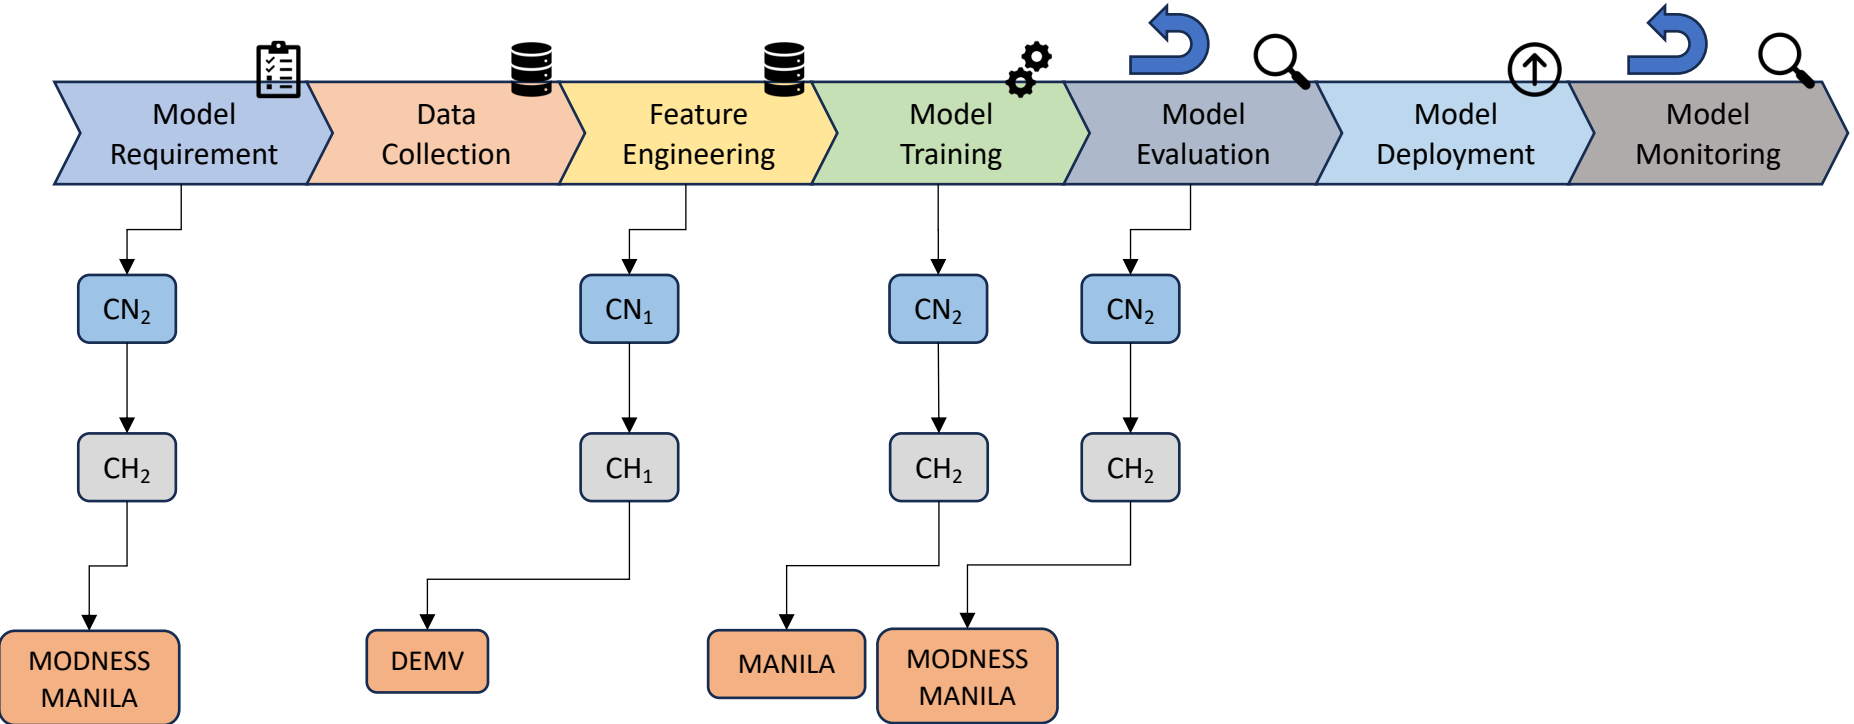 Model
Requirement
Data
Collection
Feature
Engineering
Model
Training
Model
Evaluation
Model
Deployment
Model
Monitoring
CN₂
CN₁
CN₂
CN₂
CH₂
CH₁
CH₂
CH₂
MODNESS
MANILA
DEMV
MANILA
MODNESS
MANILA